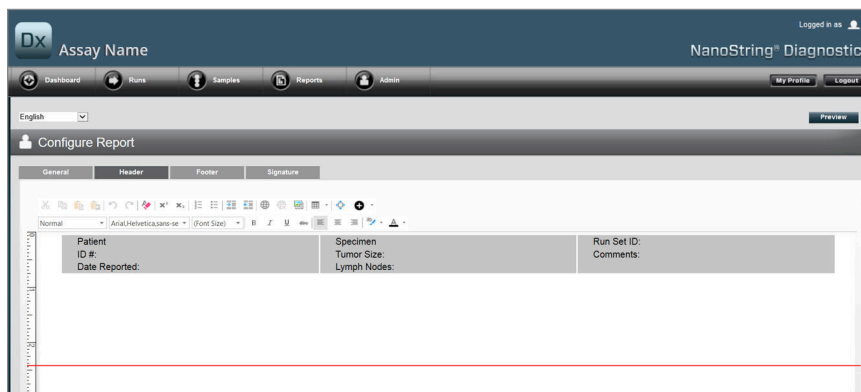 Logged in as
Dx Assay Name
NanoString® Diagnostic
Dashboard Runs Samples Reports Admin My Profile Logout
English Preview
Configure Report
General Header Footer Signature
Normal Arial,Helvetica,sans-se (Font Size) B I U abc A
Patient Specimen Run Set ID:
ID #: Tumor Size: Comments:
Date Reported: Lymph Nodes: